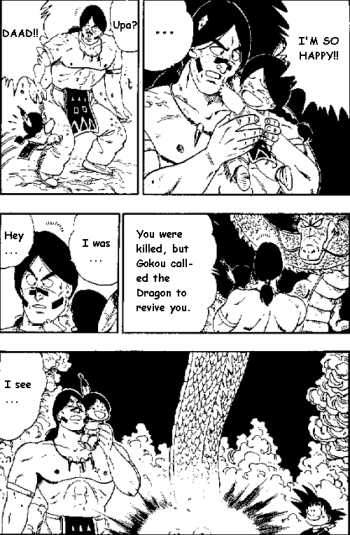 DAAD!!
Upa?
...
I'M SO
HAPPY!!
Hey
...
I was
...
You were
killed, but
Gokou call-
ed the
Dragon to
revive you.
I see
...